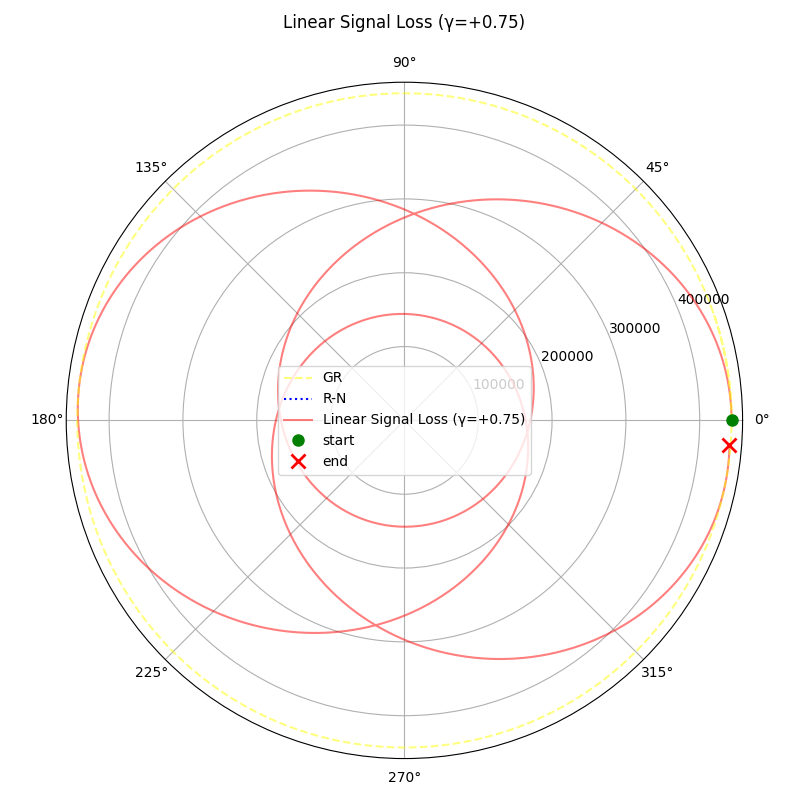 Linear Signal Loss (γ=+0.75)
90°
135°
45°
400000
300000
200000
100000
180°
0°
GR
R-N
Linear Signal Loss (γ=+0.75)
start
end
225°
315°
270°